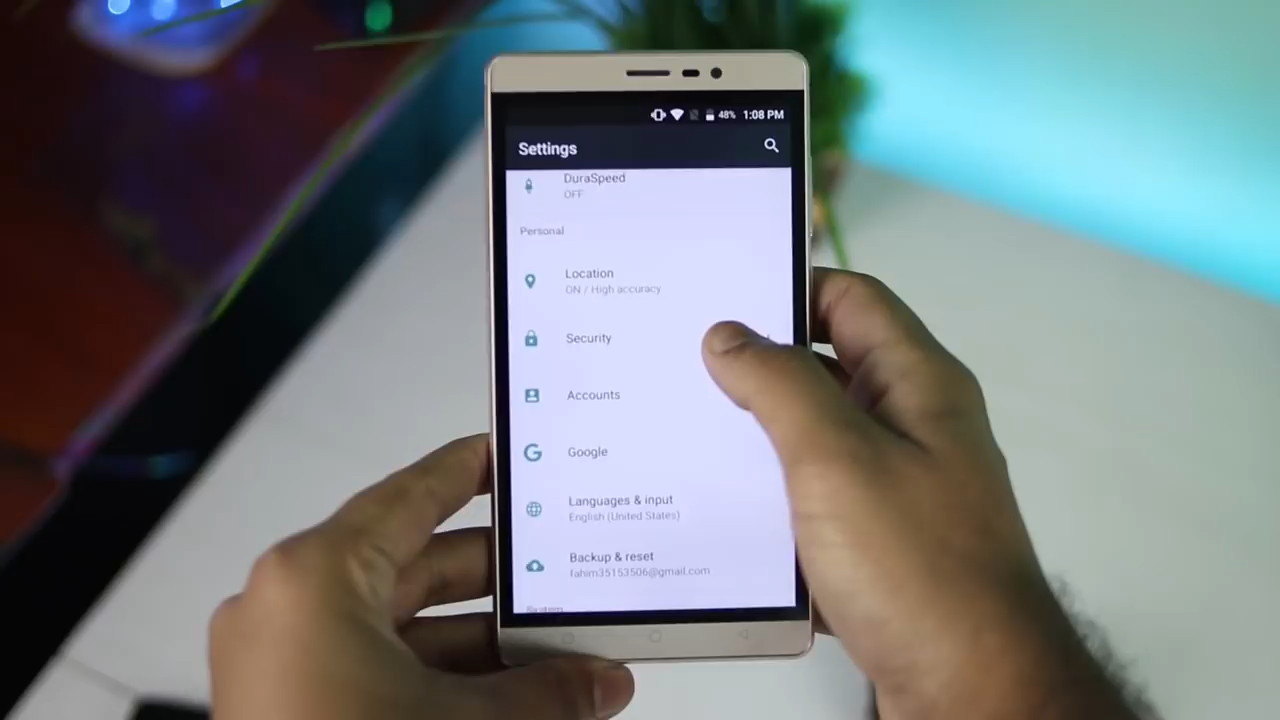 48% 1:08 PM
Settings
DuraSpeed
OFF
Personal
Location
ON / High accuracy
Security
Accounts
Google
Languages & input
English (United States)
Backup & reset
fahim35153506@gmail.com
System